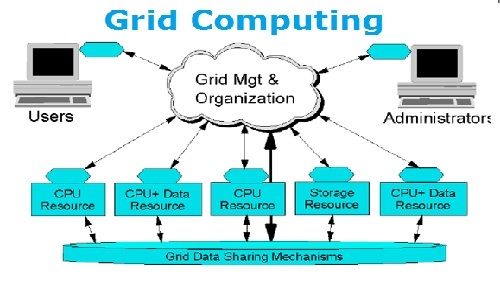 Grid Computing
Grid Mgt &
Organization
Users
Administrators
CPU
Resource
CPU+ Data
Resource
CPU
Resource
Storage
Resource
CPU+ Data
Resource
Grid Data Sharing Mechanisms